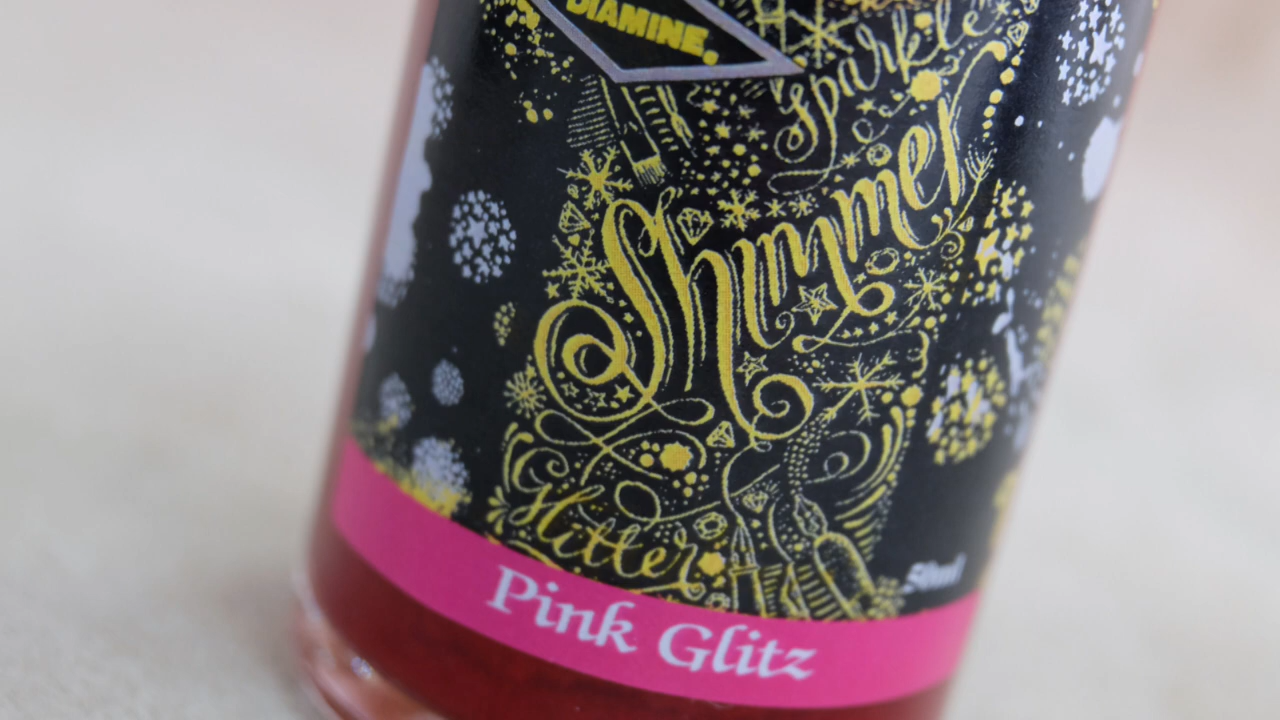 DIAMINE.
Sparkle
Shimmer
Glitter
50ml
Pink Glitz